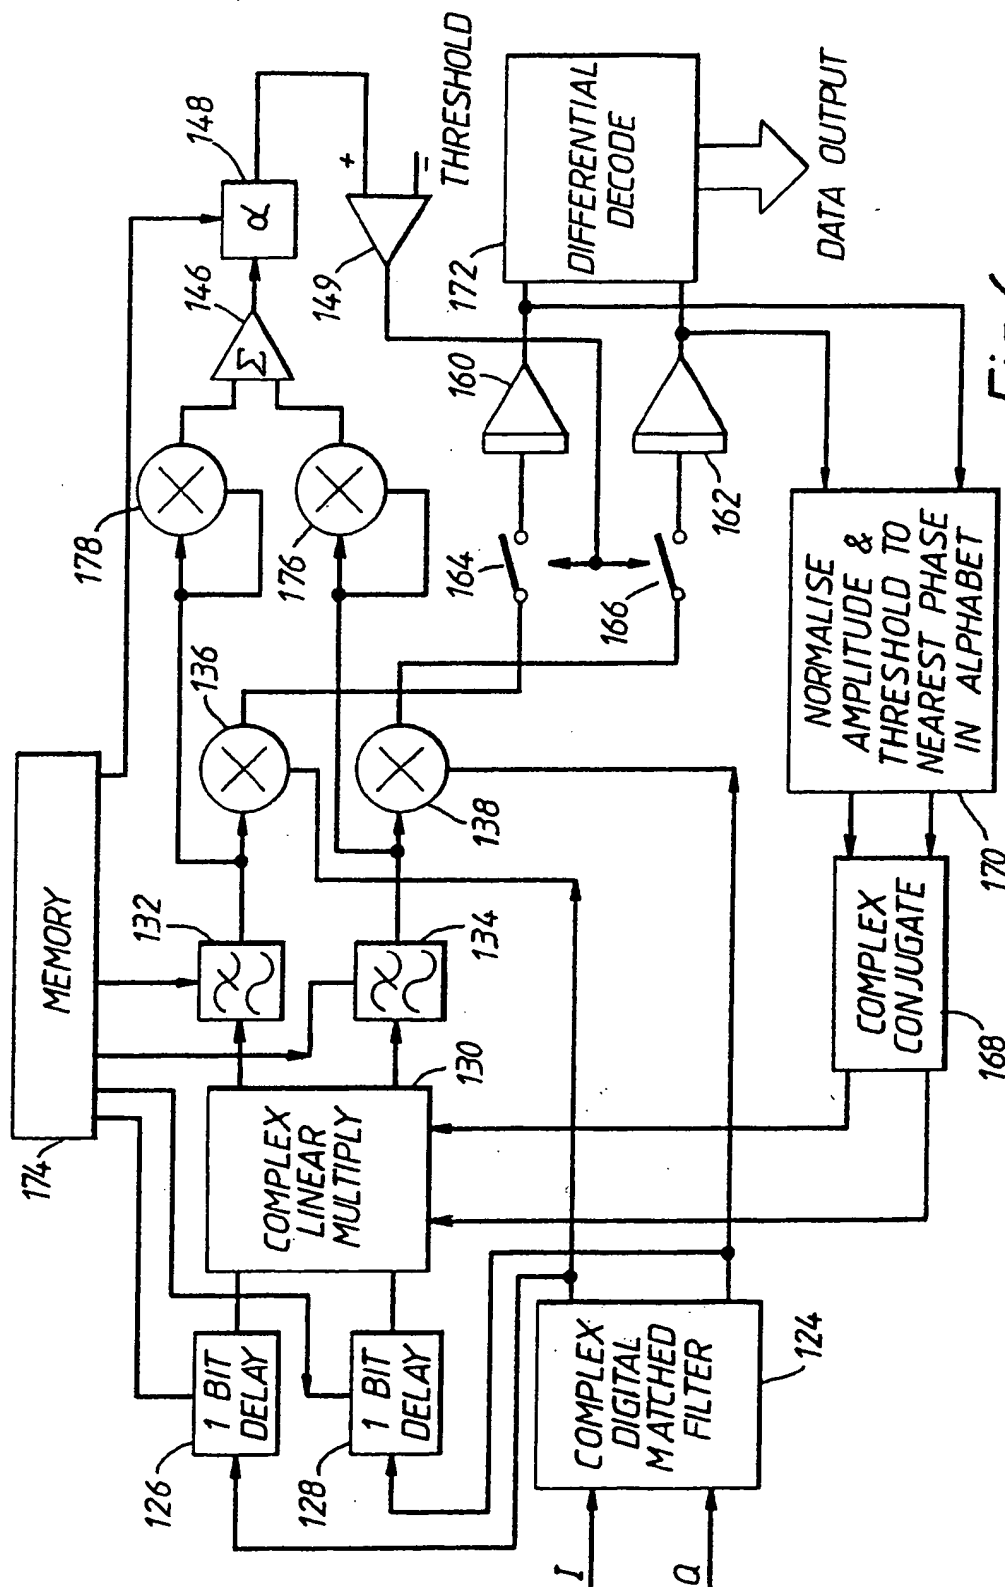 174
MEMORY
126
1 BIT
DELAY
128
1 BIT
DELAY
COMPLEX
LINEAR
MULTIPLY
130
132
134
136
138
178
176
146
Σ
148
α
149
+
−
THRESHOLD
164
166
160
162
172
DIFFERENTIAL
DECODE
DATA OUTPUT
I
Q
COMPLEX
DIGITAL
MATCHED
FILTER
124
COMPLEX
CONJUGATE
168
NORMALISE
AMPLITUDE &
THRESHOLD TO
NEAREST PHASE
IN ALPHABET
170